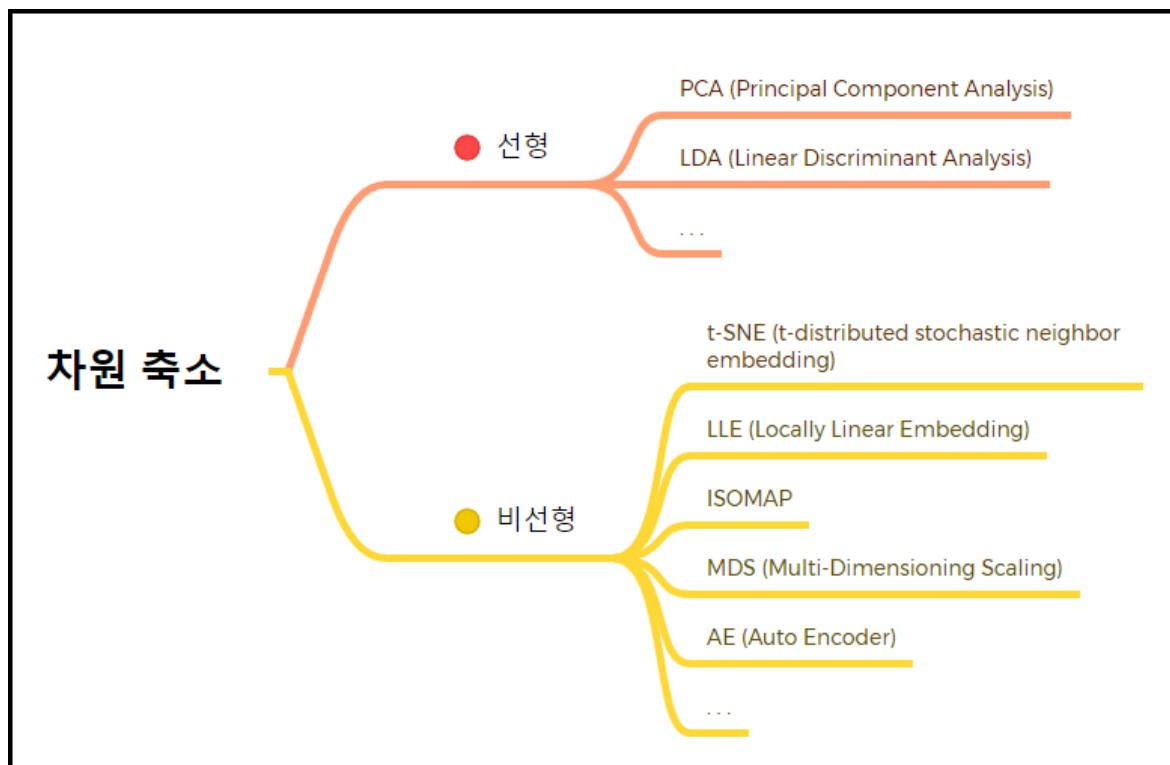 차원 축소
선형
PCA (Principal Component Analysis)
LDA (Linear Discriminant Analysis)
...
비선형
t-SNE (t-distributed stochastic neighbor
embedding)
LLE (Locally Linear Embedding)
ISOMAP
MDS (Multi-Dimensioning Scaling)
AE (Auto Encoder)
...